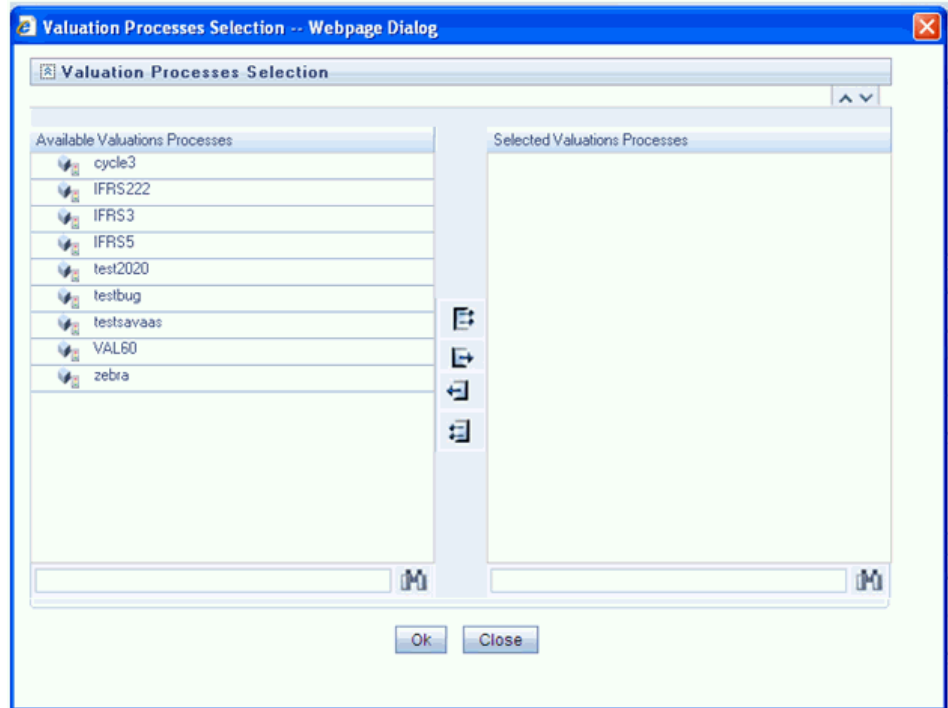 Valuation Processes Selection -- Webpage Dialog
Valuation Processes Selection
Available Valuations Processes
Selected Valuations Processes
cycle3
IFRS222
IFRS3
IFRS5
test2020
testbug
testsavaas
VAL60
zebra
Ok
Close